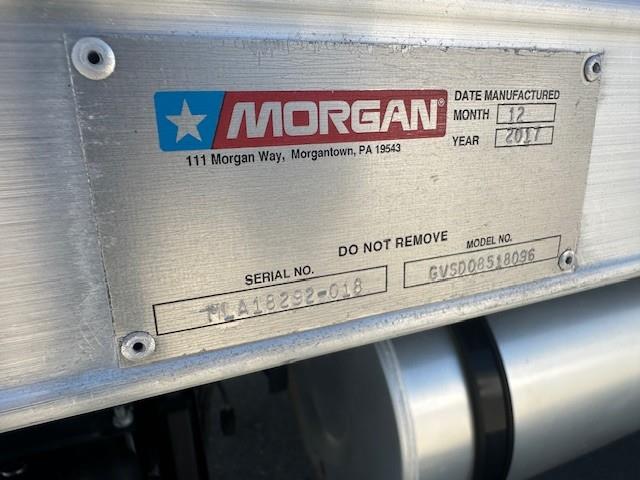 MORGAN®
111 Morgan Way, Morgantown, PA 19543
DATE MANUFACTURED
MONTH 12
YEAR 2017
DO NOT REMOVE
SERIAL NO. MODEL NO.
MLA18292-018 GVSD08518096